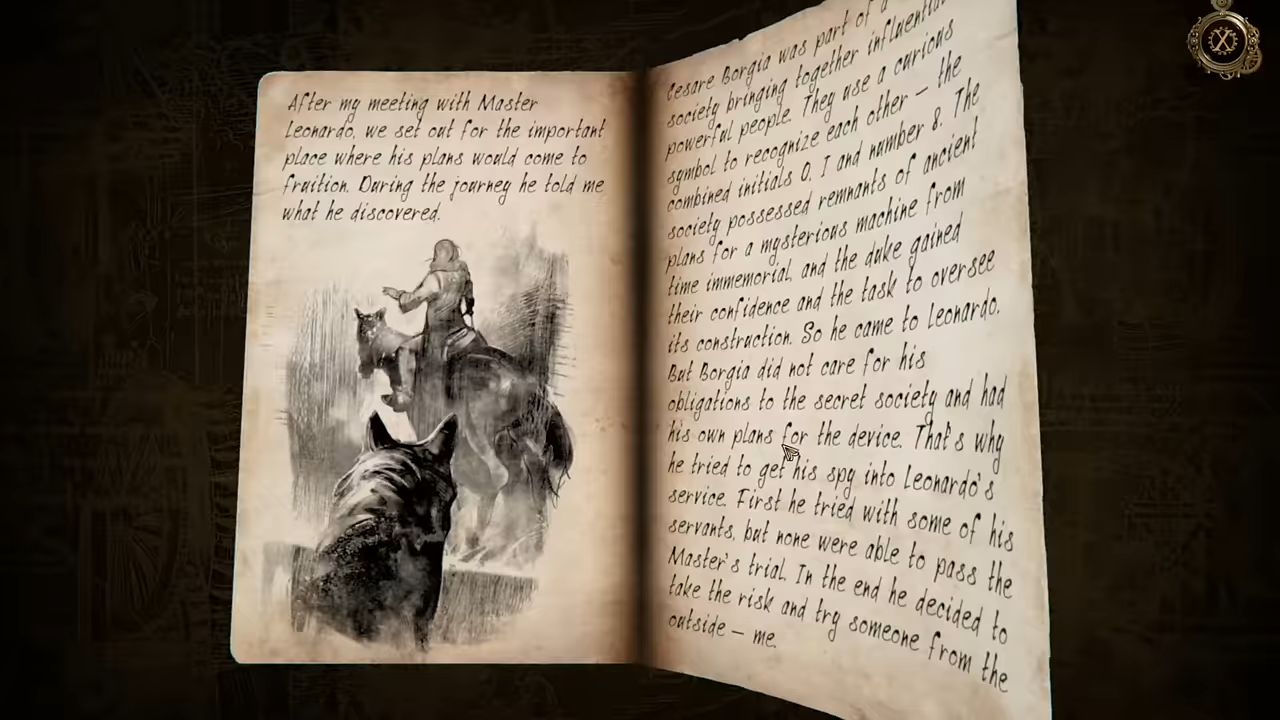 After my meeting with Master
Leonardo, we set out for the important
place where his plans would come to
fruition. During the journey he told me
what he discovered.
Cesare Borgia was part of a
society bringing together influential
powerful people. They use a curious
symbol to recognize each other – the
combined initials O. I and number 8. The
society possessed remnants of ancient
plans for a mysterious machine from
time immemorial, and the duke gained
their confidence and the task to oversee
its construction. So he came to Leonardo.
But Borgia did not care for his
obligations to the secret society and had
his own plans for the device. That's why
he tried to get his spy into Leonardo's
service. First he tried with some of his
servants, but none were able to pass the
Master's trial. In the end he decided to
take the risk and try someone from the
outside – me.
X